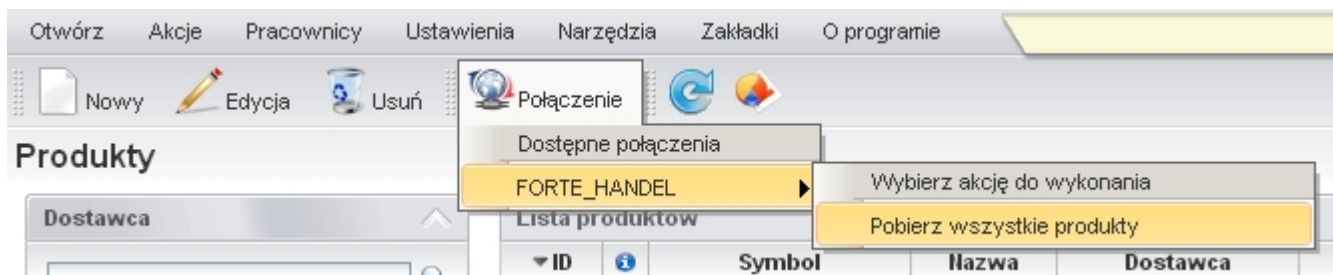 Otwórz Akcje Pracownicy Ustawienia Narzędzia Zakładki O programie
Nowy Edycja Usuń Połączenie
Dostępne połączenia
Produkty
FORTE_HANDEL
Wybierz akcję do wykonania
Dostawca
Lista produktów
Pobierz wszystkie produkty
ID Symbol Nazwa Dostawca